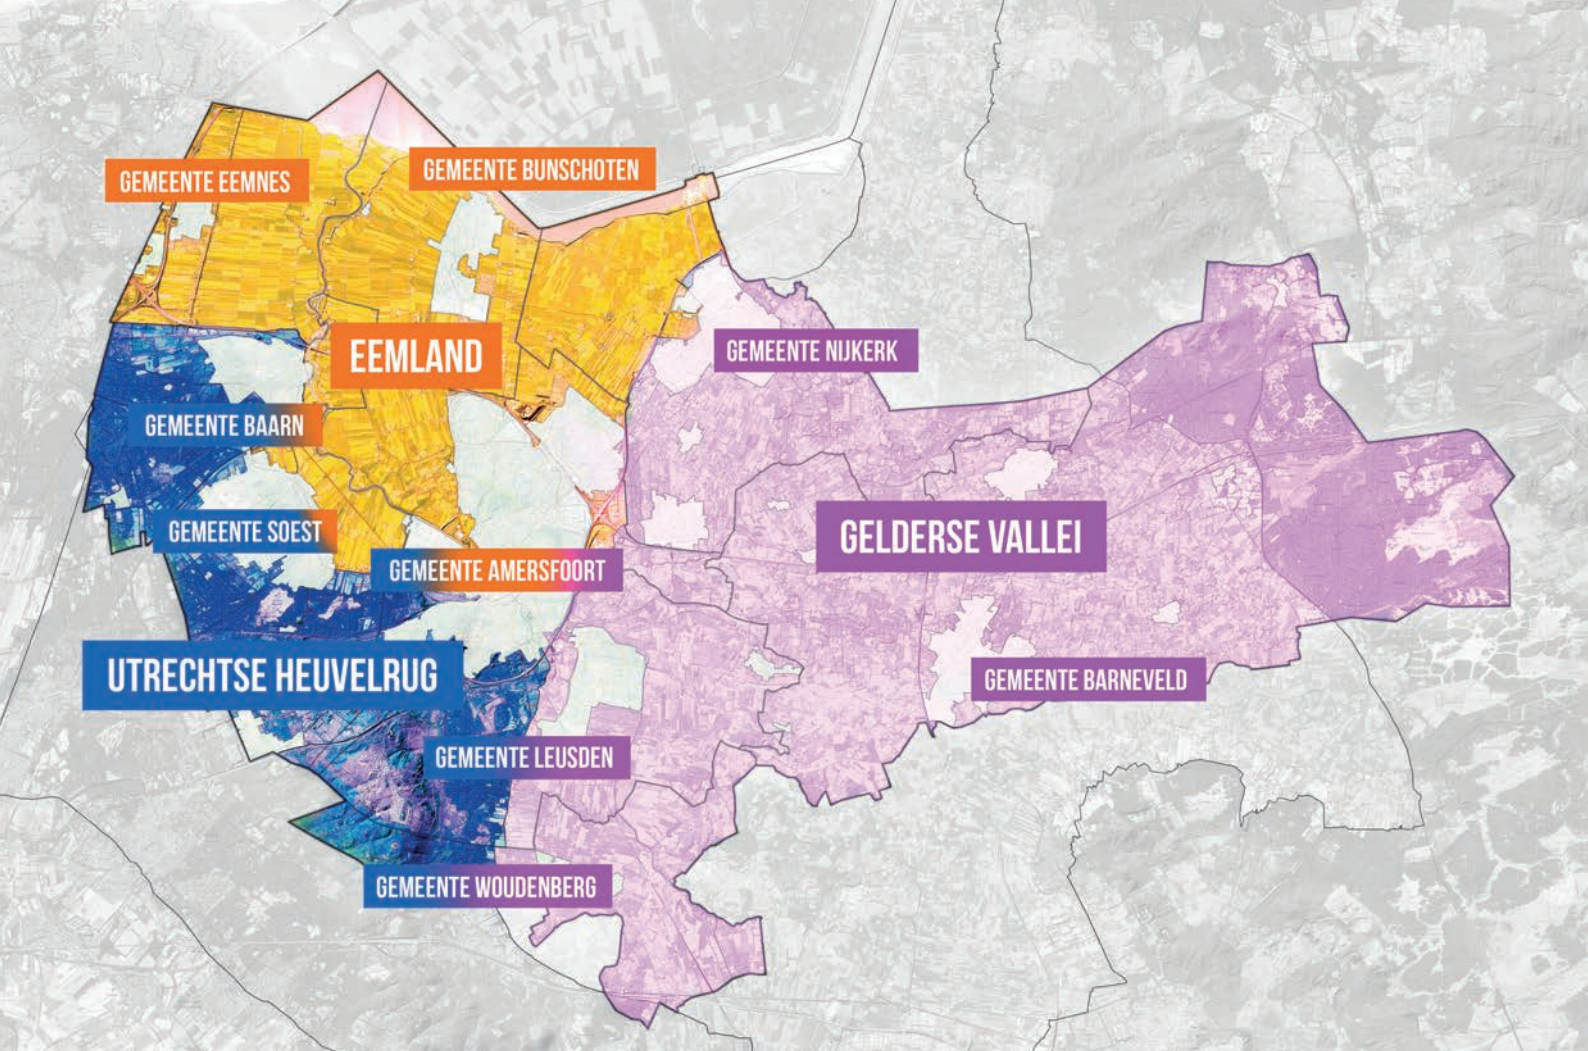 GEMEENTE EEMNES
GEMEENTE BUNSCHOTEN
EEMLAND
GEMEENTE NIJKERK
GEMEENTE BAARN
GEMEENTE SOEST
GELDERSE VALLEI
GEMEENTE AMERSFOORT
UTRECHTSE HEUVELRUG
GEMEENTE BARNEVELD
GEMEENTE LEUSDEN
GEMEENTE WOUDENBERG